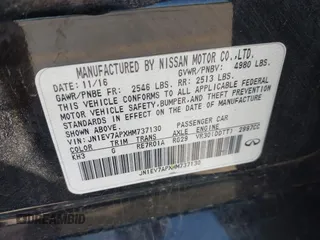 MANUFACTURED BY NISSAN MOTOR CO.,LTD.
DATE: 11/16 GVWR/PNBV: 4980 LBS.
GAWR/PNBE FR: 2546 LBS. RR: 2513 LBS.
THIS VEHICLE CONFORMS TO ALL APPLICABLE FEDERAL
MOTOR VEHICLE SAFETY, BUMPER, AND THEFT PREVENTION
STANDARDS IN EFFECT ON THE DATE OF MANUFACTURE
SHOWN ABOVE.
VIN: JN1EV7APXHM737130 PASSENGER CAR
COLOR TRIM TRANS AXLE ENGINE
KH3 G RE7R01A R029 VR30(DDTT) 2997CC
JN1EV7APXHM737130